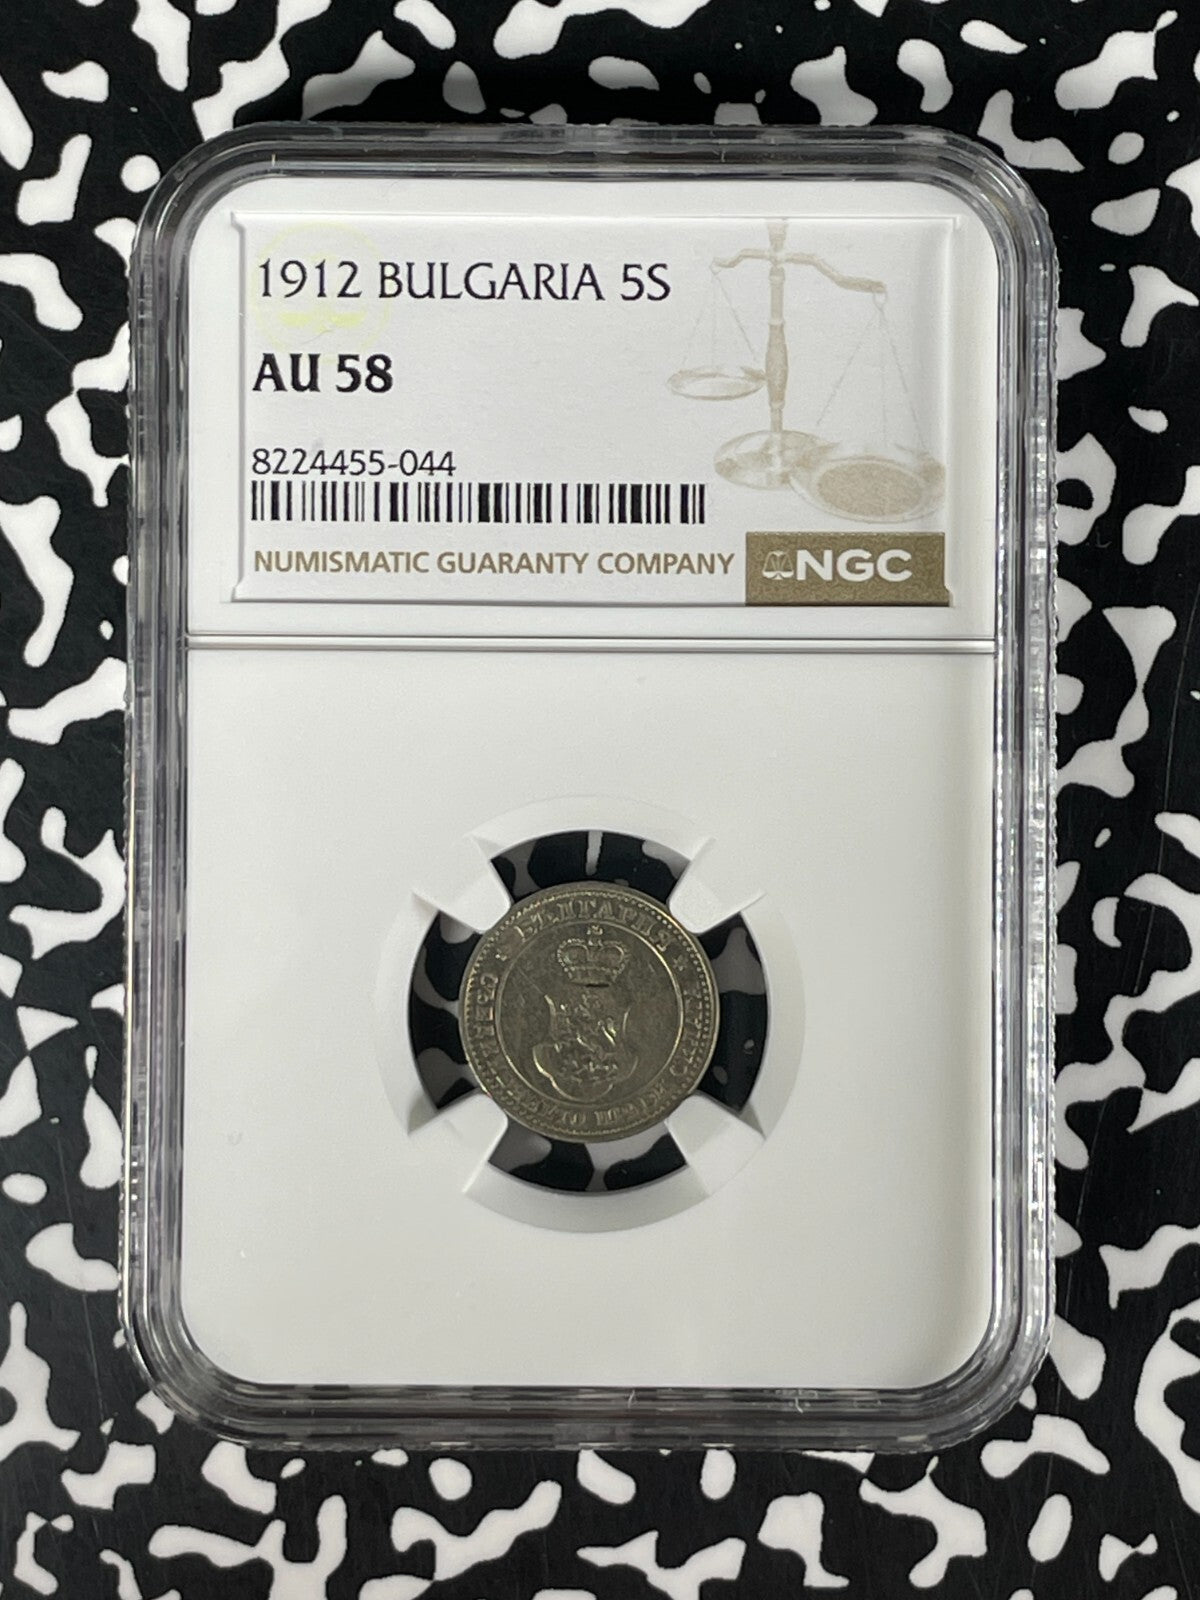 1912 BULGARIA 5S
AU 58
8224455-044
NUMISMATIC GUARANTY COMPANY
NGC
БЪЛГАРИЯ